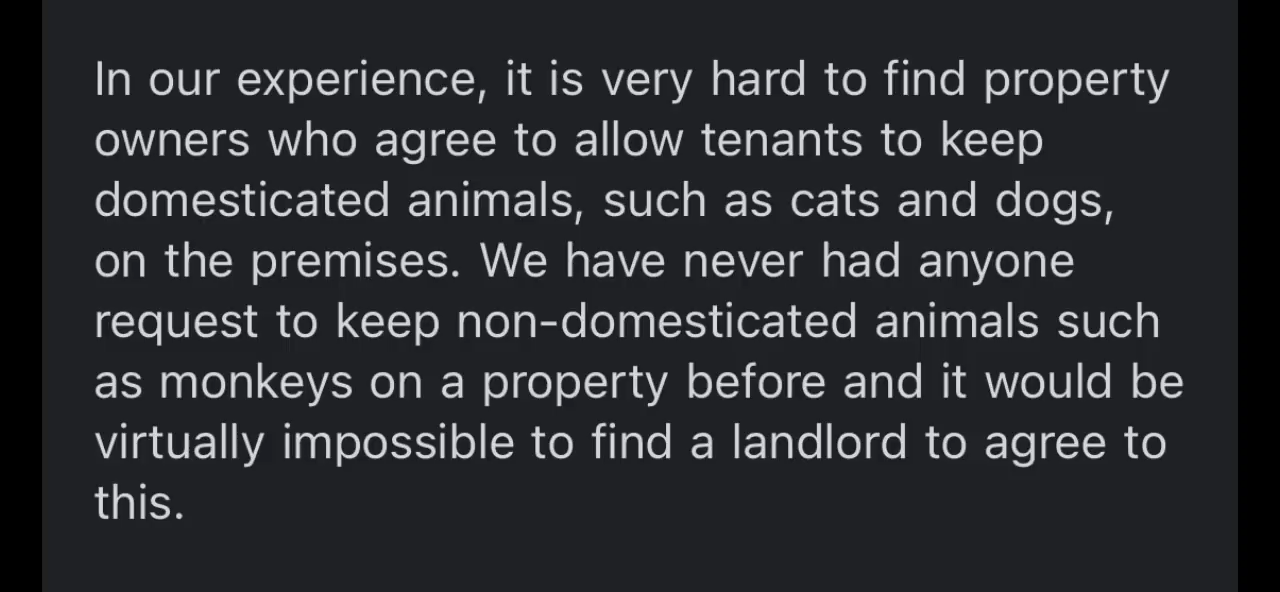 In our experience, it is very hard to find property
owners who agree to allow tenants to keep
domesticated animals, such as cats and dogs,
on the premises. We have never had anyone
request to keep non-domesticated animals such
as monkeys on a property before and it would be
virtually impossible to find a landlord to agree to
this.